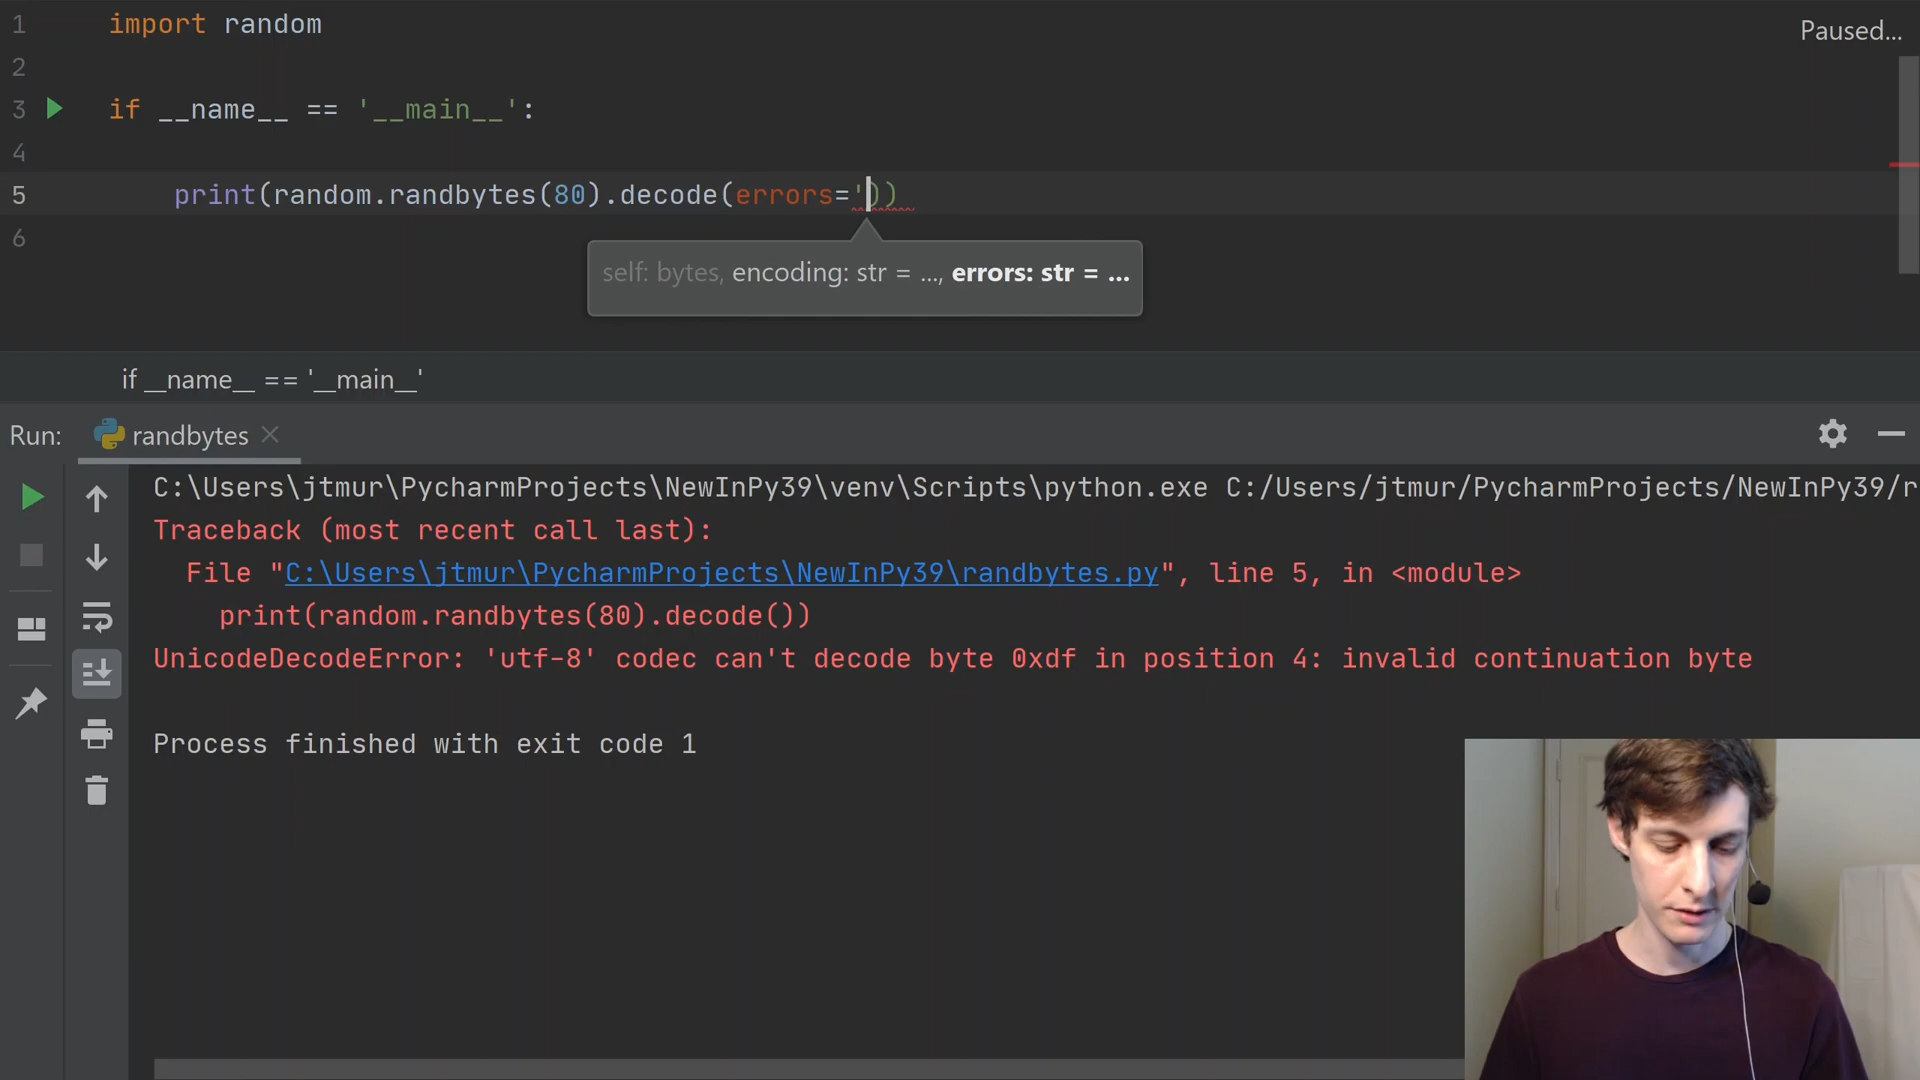 1 import random
Paused...
2
3 if __name__ == '__main__':
4
5 print(random.randbytes(80).decode(errors='))
6
self: bytes, encoding: str = ..., errors: str = ...
if __name__ == '__main__'
Run: randbytes
C:\Users\jtmur\PycharmProjects\NewInPy39\venv\Scripts\python.exe C:/Users/jtmur/PycharmProjects/NewInPy39/r
Traceback (most recent call last):
File "C:\Users\jtmur\PycharmProjects\NewInPy39\randbytes.py", line 5, in <module>
print(random.randbytes(80).decode())
UnicodeDecodeError: 'utf-8' codec can't decode byte 0xdf in position 4: invalid continuation byte
Process finished with exit code 1